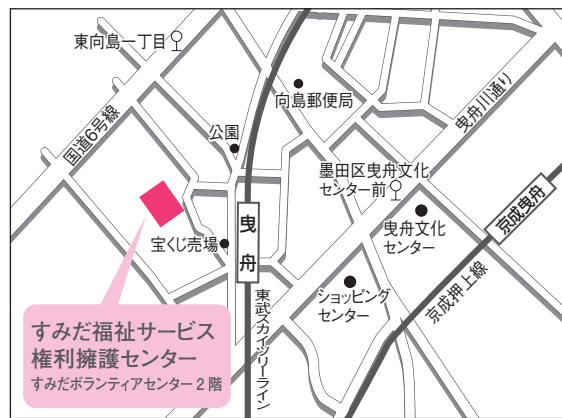 東向島一丁目
国道6号線
公園
向島郵便局
曳舟川通り
墨田区曳舟文化
センター前
曳舟
京成曳舟
曳舟文化
センター
宝くじ売場
ショッピング
センター
京成押上線
東武スカイツリーライン
すみだ福祉サービス
権利擁護センター
すみだボランティアセンター2階